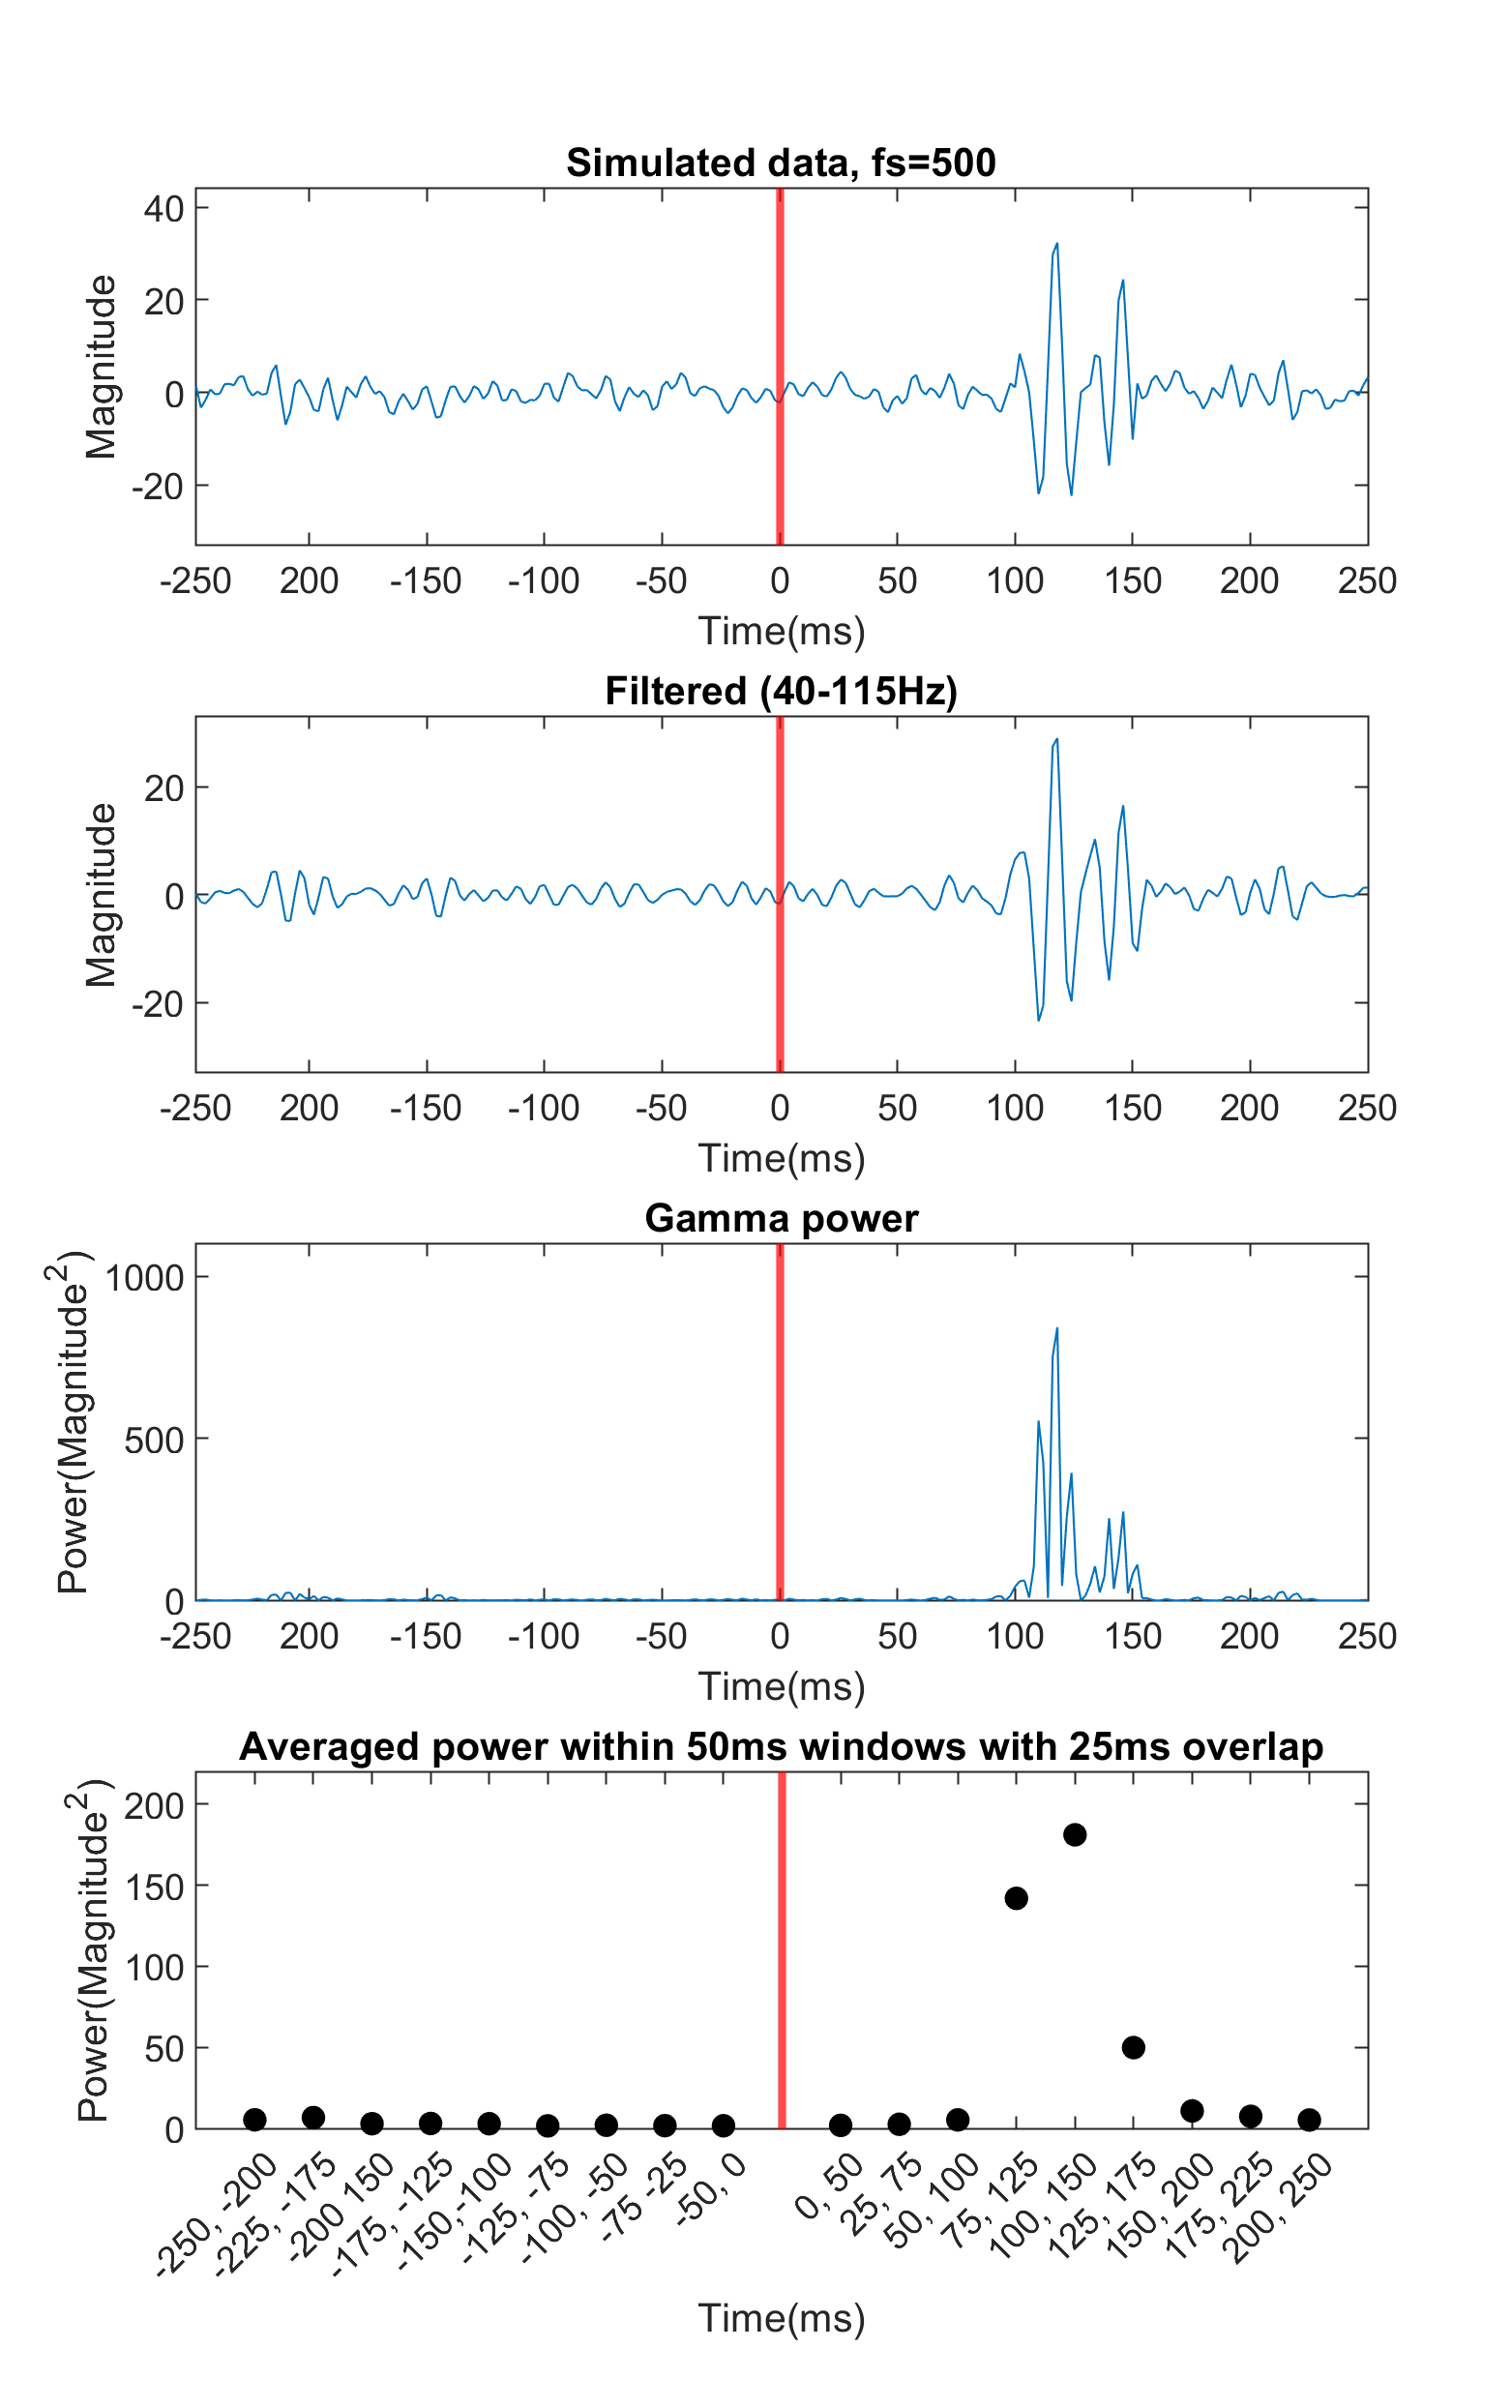 Simulated data, fs=500
Magnitude
40
20
0
-20
-250 200 -150 -100 -50 0 50 100 150 200 250
Time(ms)
Filtered (40-115Hz)
Magnitude
20
0
-20
-250 200 -150 -100 -50 0 50 100 150 200 250
Time(ms)
Gamma power
Power(Magnitude²)
1000
500
0
-250 200 -150 -100 -50 0 50 100 150 200 250
Time(ms)
Averaged power within 50ms windows with 25ms overlap
Power(Magnitude²)
200
150
100
50
0
-250, -200
-225, -175
-200 150
-175, -125
-150, -100
-125, -75
-100, -50
-75 -25
-50, 0
0, 50
25, 75
50, 100
75, 125
100, 150
125, 175
150, 200
175, 225
200, 250
Time(ms)